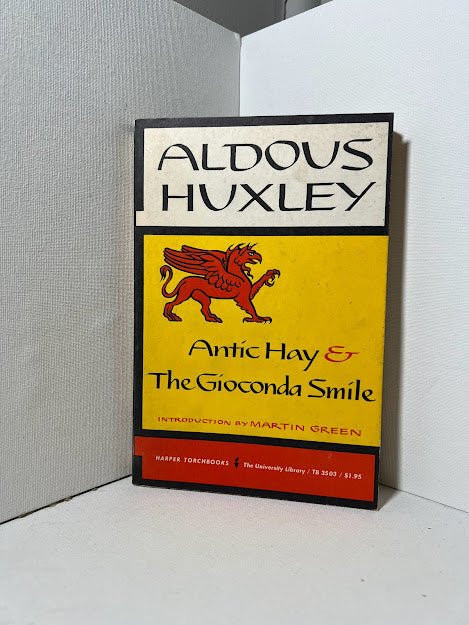 ALDOUS
HUXLEY
Antic Hay &
The Gioconda Smile
INTRODUCTION BY MARTIN GREEN
HARPER TORCHBOOKS The University Library / TB 3503 / $1.95